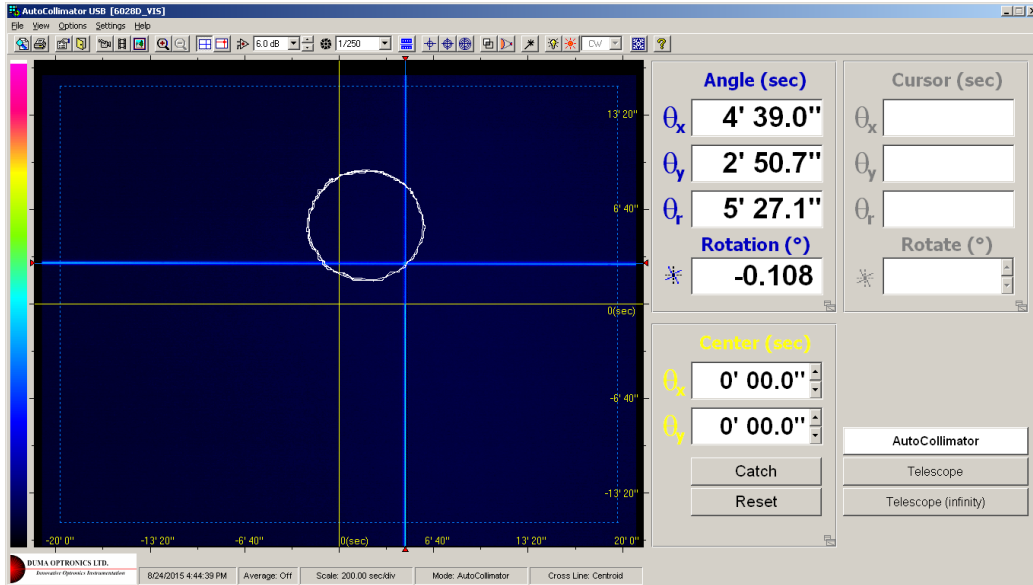 AutoCollimator USB [6028D_VIS]
File View Options Settings Help
6.0 dB 1/250 CW
Angle (sec)
θx 4' 39.0"
θy 2' 50.7"
θr 5' 27.1"
Rotation (°)
-0.108
Cursor (sec)
θx
θy
θr
Rotate (°)
13' 20"
6' 40"
0(sec)
-6' 40"
-13' 20"
-20' 0" -13' 20" -6' 40" 0(sec) 6' 40" 13' 20" 20' 0"
Center (sec)
θx 0' 00.0"
θy 0' 00.0"
Catch
Reset
AutoCollimator
Telescope
Telescope (infinity)
DUMA OPTRONICS LTD.
Innovative Optronics Instrumentation
8/24/2015 4:44:39 PM Average: Off Scale: 200.00 sec/div Mode: AutoCollimator Cross Line: Centroid